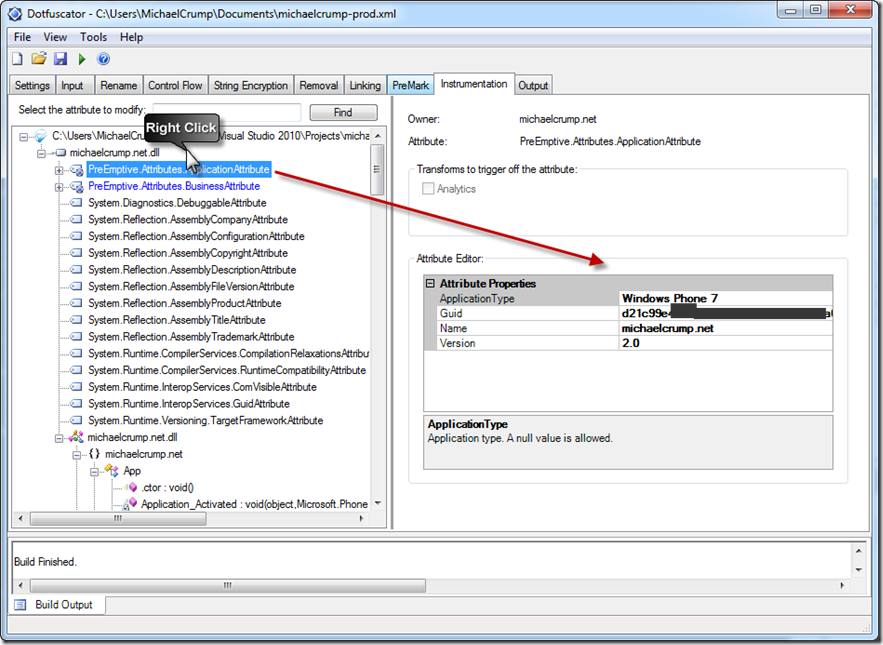 Dotfuscator - C:\Users\MichaelCrump\Documents\michaelcrump-prod.xml
File View Tools Help
Settings Input Rename Control Flow String Encryption Removal Linking PreMark Instrumentation Output
Select the attribute to modify: Find
Right Click
C:\Users\MichaelC Visual Studio 2010\Projects\micha
michaelcrump.net.dll
PreEmptive.Attributes.ApplicationAttribute
PreEmptive.Attributes.BusinessAttribute
System.Diagnostics.DebuggableAttribute
System.Reflection.AssemblyCompanyAttribute
System.Reflection.AssemblyConfigurationAttribute
System.Reflection.AssemblyCopyrightAttribute
System.Reflection.AssemblyDescriptionAttribute
System.Reflection.AssemblyFileVersionAttribute
System.Reflection.AssemblyProductAttribute
System.Reflection.AssemblyTitleAttribute
System.Reflection.AssemblyTrademarkAttribute
System.Runtime.CompilerServices.CompilationRelaxationsAttribu
System.Runtime.CompilerServices.RuntimeCompatibilityAttribute
System.Runtime.InteropServices.ComVisibleAttribute
System.Runtime.InteropServices.GuidAttribute
System.Runtime.Versioning.TargetFrameworkAttribute
michaelcrump.net.dll
{} michaelcrump.net
App
.ctor : void()
Application_Activated : void(object,Microsoft.Phone
Owner: michaelcrump.net
Attribute: PreEmptive.Attributes.ApplicationAttribute
Transforms to trigger off the attribute:
Analytics
Attribute Editor:
Attribute Properties
ApplicationType Windows Phone 7
Guid d21c99e4
Name michaelcrump.net
Version 2.0
ApplicationType
Application type. A null value is allowed.
Build Finished.
Build Output